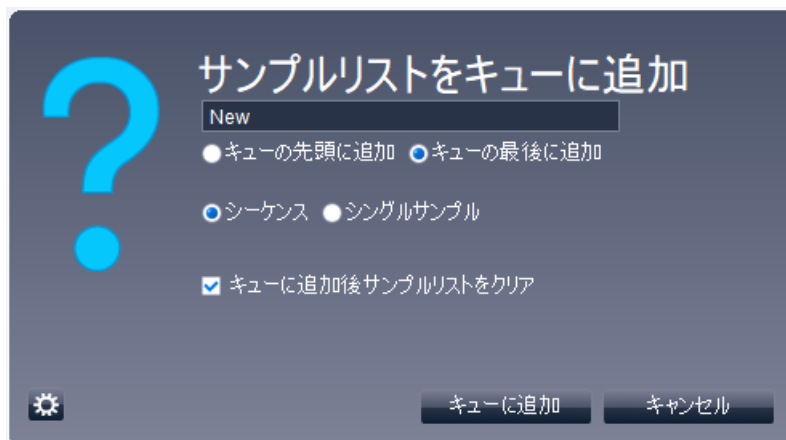 サンプルリストをキューに追加
New
キューの先頭に追加 キューの最後に追加
シーケンス シングルサンプル
キューに追加後サンプルリストをクリア
キューに追加 キャンセル